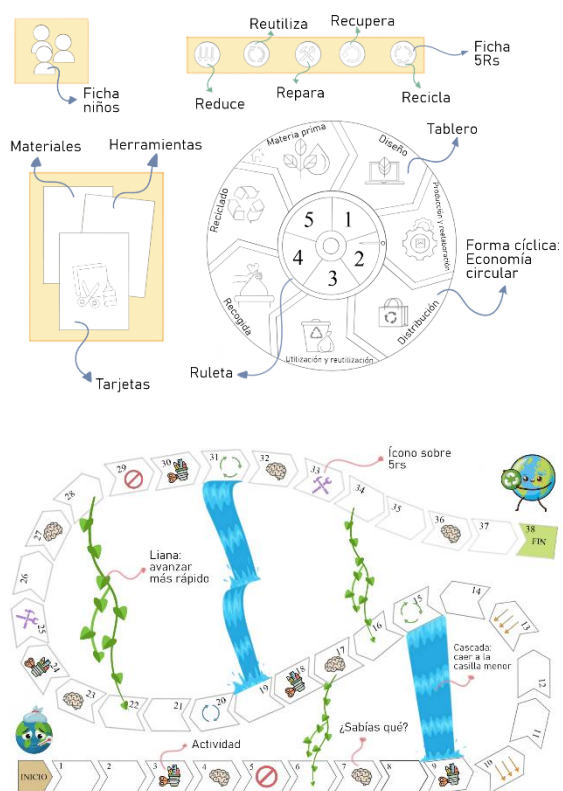 Reutiliza
Recupera
Ficha
5Rs
Ficha
niños
Reduce
Repara
Recicla
Materiales
Herramientas
Tarjetas
Tablero
Materia prima
Diseño
Producción y reelaboración
Distribución
Utilización y reutilización
Recogida
Reciclado
5
1
4
2
3
Forma cíclica:
Economía
circular
Ruleta
29
30
31
32
33
Ícono sobre
5rs
28
34
35
36
37
38
FIN
27
Liana:
avanzar
más rápido
26
25
24
23
22
21
20
19
18
17
16
15
14
13
12
11
10
Cascada:
caer a la
casilla menor
Actividad
¿Sabías qué?
INICIO
1
2
3
4
5
6
7
8
9